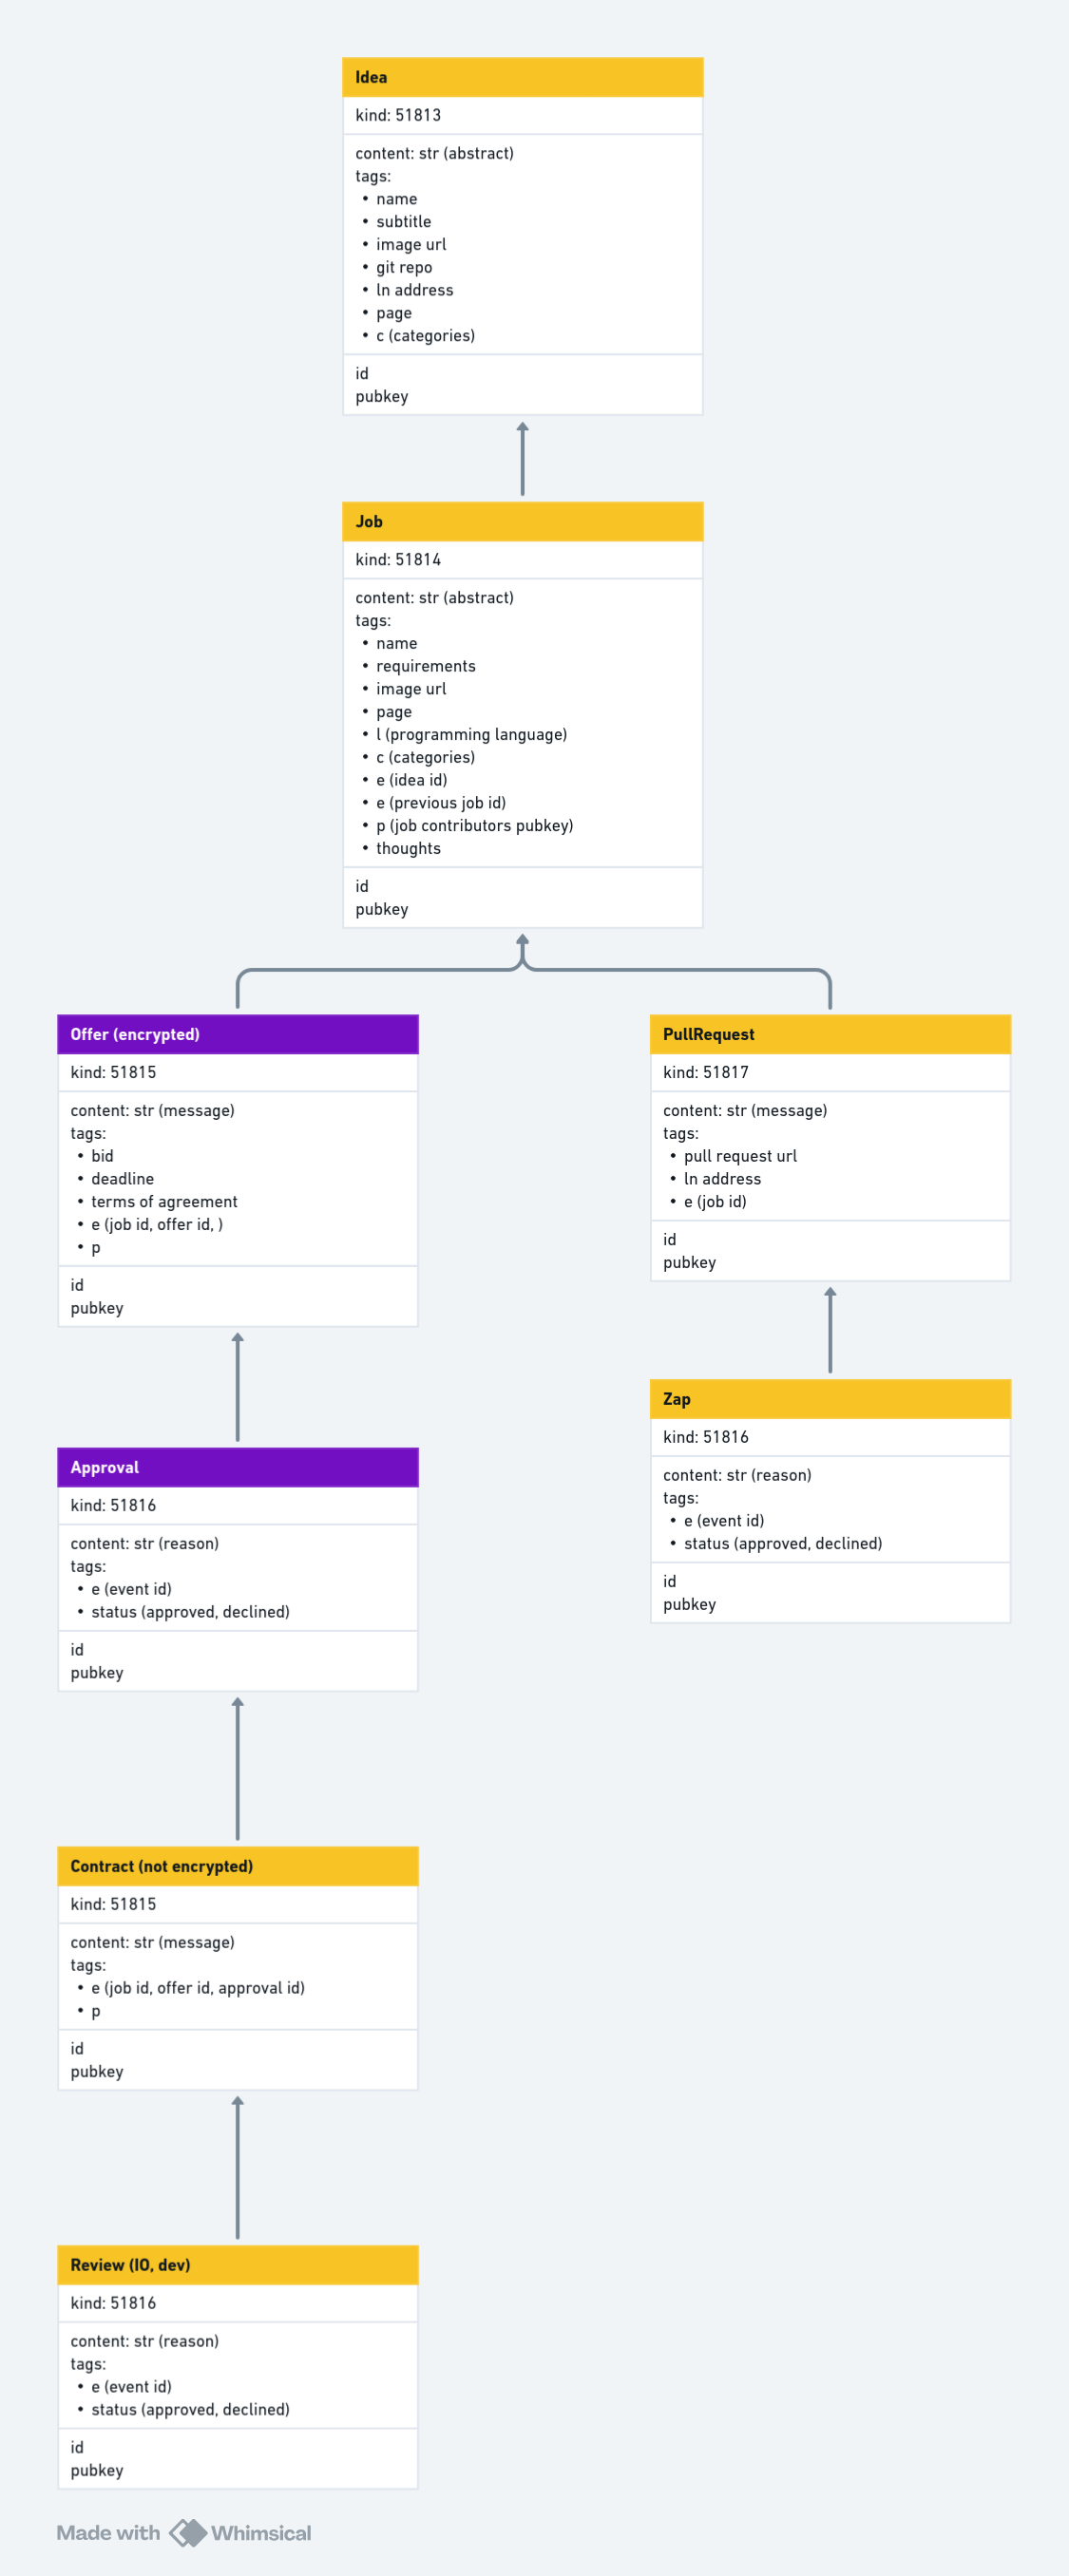 Idea
kind: 51813
content: str (abstract)
tags:
• name
• subtitle
• image url
• git repo
• ln address
• page
• c (categories)
id
pubkey
Job
kind: 51814
content: str (abstract)
tags:
• name
• requirements
• image url
• page
• l (programming language)
• c (categories)
• e (idea id)
• e (previous job id)
• p (job contributors pubkey)
• thoughts
id
pubkey
Offer (encrypted)
kind: 51815
content: str (message)
tags:
• bid
• deadline
• terms of agreement
• e (job id, offer id, )
• p
id
pubkey
PullRequest
kind: 51817
content: str (message)
tags:
• pull request url
• ln address
• e (job id)
id
pubkey
Zap
kind: 51816
content: str (reason)
tags:
• e (event id)
• status (approved, declined)
id
pubkey
Approval
kind: 51816
content: str (reason)
tags:
• e (event id)
• status (approved, declined)
id
pubkey
Contract (not encrypted)
kind: 51815
content: str (message)
tags:
• e (job id, offer id, approval id)
• p
id
pubkey
Review (IO, dev)
kind: 51816
content: str (reason)
tags:
• e (event id)
• status (approved, declined)
id
pubkey
Made with Whimsical